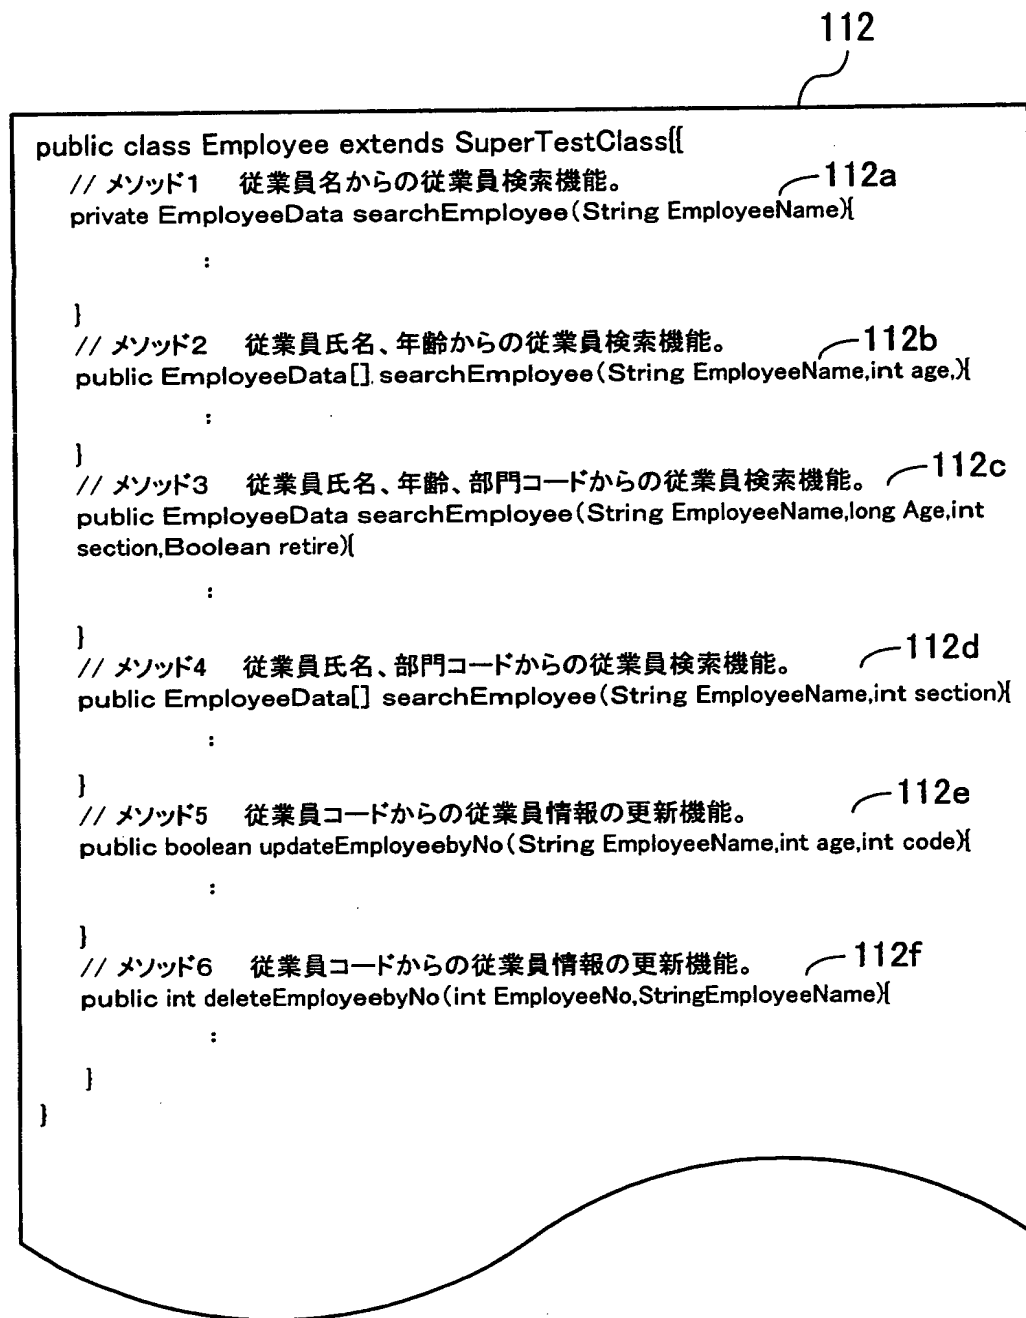 112
public class Employee extends SuperTestClass{{
// メソッド1 従業員名からの従業員検索機能。 112a
private EmployeeData searchEmployee(String EmployeeName){
:
}
// メソッド2 従業員氏名、年齢からの従業員検索機能。 112b
public EmployeeData[] searchEmployee(String EmployeeName,int age,){
:
}
// メソッド3 従業員氏名、年齢、部門コードからの従業員検索機能。 112c
public EmployeeData searchEmployee(String EmployeeName,long Age,int
section,Boolean retire){
:
}
// メソッド4 従業員氏名、部門コードからの従業員検索機能。 112d
public EmployeeData[] searchEmployee(String EmployeeName,int section){
:
}
// メソッド5 従業員コードからの従業員情報の更新機能。 112e
public boolean updateEmployeebyNo(String EmployeeName,int age,int code){
:
}
// メソッド6 従業員コードからの従業員情報の更新機能。 112f
public int deleteEmployeebyNo(int EmployeeNo,StringEmployeeName){
:
}
}